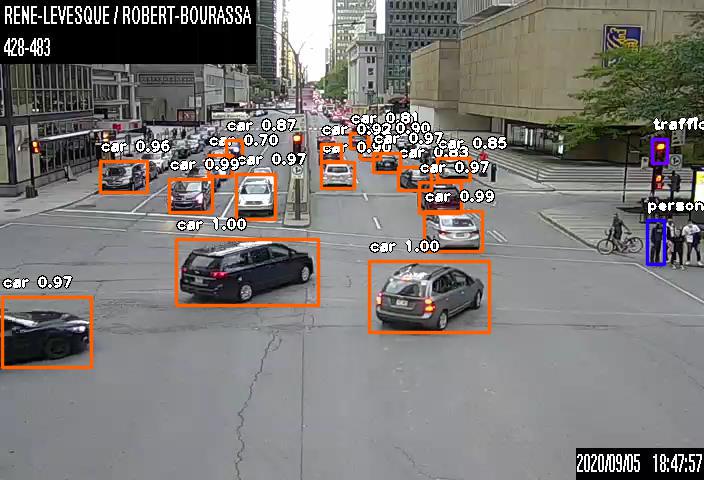 RENE-LEVESQUE / ROBERT-BOURASSA
428-483
car 0.81
car 0.87
car 0.92
0.90
0.70
car 0.97
car 0.85
car 0.96
car 0.99
car 0.97
0.90
0.83
traffic
car 0.97
car 0.99
person
car 1.00
car 1.00
car 0.97
2020/09/05 18:47:57